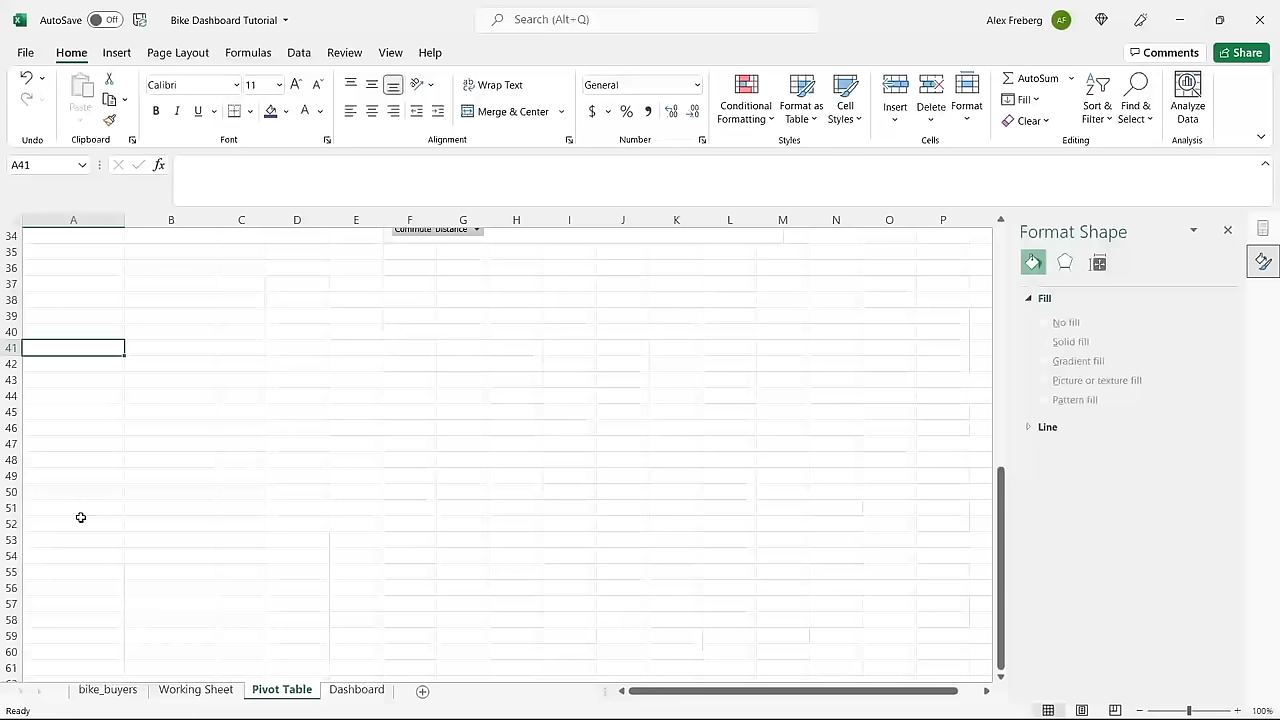 AutoSave Off Bike Dashboard Tutorial Search (Alt+Q) Alex Freberg AF
File Home Insert Page Layout Formulas Data Review View Help Comments Share
Paste Calibri 11 Wrap Text General Conditional Formatting Format as Table Cell Styles Insert Delete Format AutoSum Sort & Filter Find & Select Analyze Data
B I U Merge & Center $ % Fill
Clear
Undo Clipboard Font Alignment Number Styles Cells Editing Analysis
A41 fx
A B C D E F G H I J K L M N O P
34 Commute Distance
35
36
37
38
39
40
41
42
43
44
45
46
47
48
49
50
51
52
53
54
55
56
57
58
59
60
61
Format Shape
Fill
No fill
Solid fill
Gradient fill
Picture or texture fill
Pattern fill
Line
bike_buyers Working Sheet Pivot Table Dashboard
Ready 100%